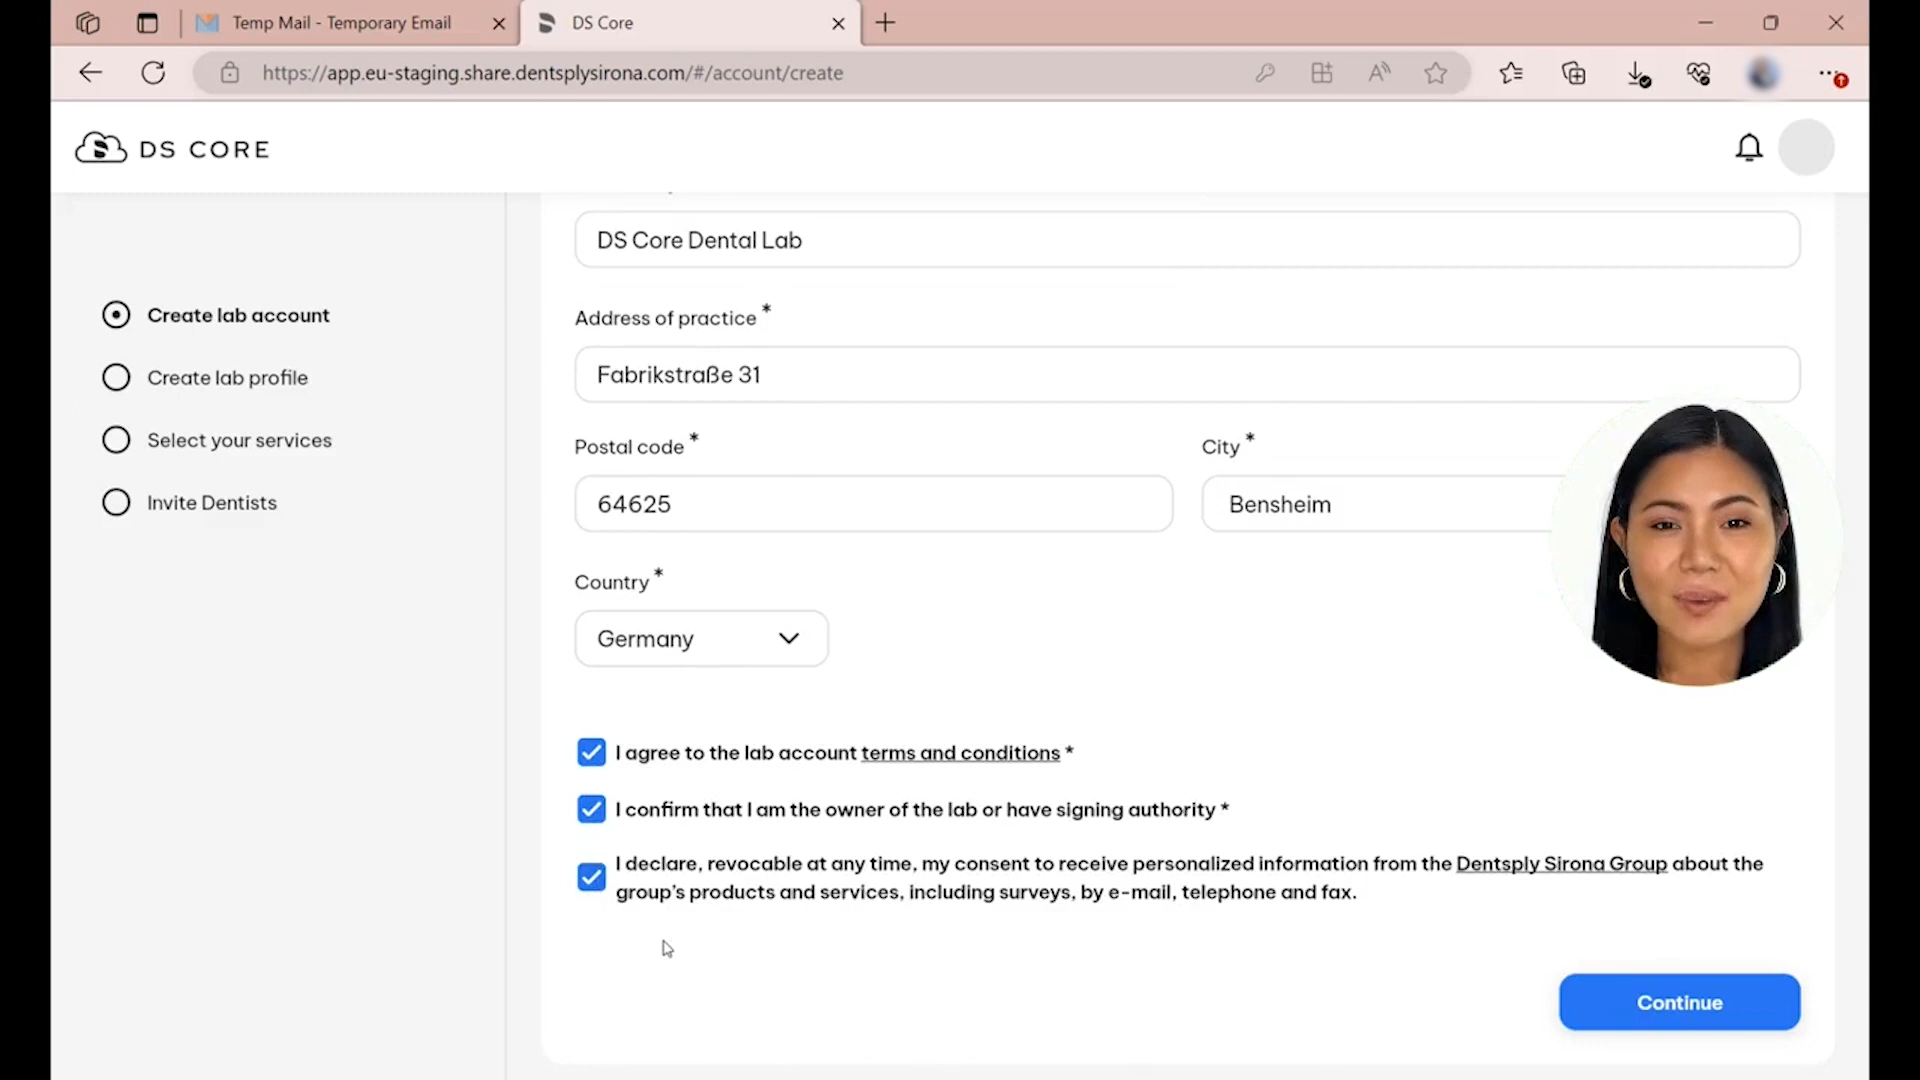 Temp Mail - Temporary Email
DS Core
https://app.eu-staging.share.dentsplysirona.com/#/account/create
DS CORE
DS Core Dental Lab
Create lab account
Address of practice *
Fabrikstraße 31
Create lab profile
Select your services
Postal code *
City *
Invite Dentists
64625
Bensheim
Country *
Germany
I agree to the lab account terms and conditions *
I confirm that I am the owner of the lab or have signing authority *
I declare, revocable at any time, my consent to receive personalized information from the Dentsply Sirona Group about the
group's products and services, including surveys, by e-mail, telephone and fax.
Continue